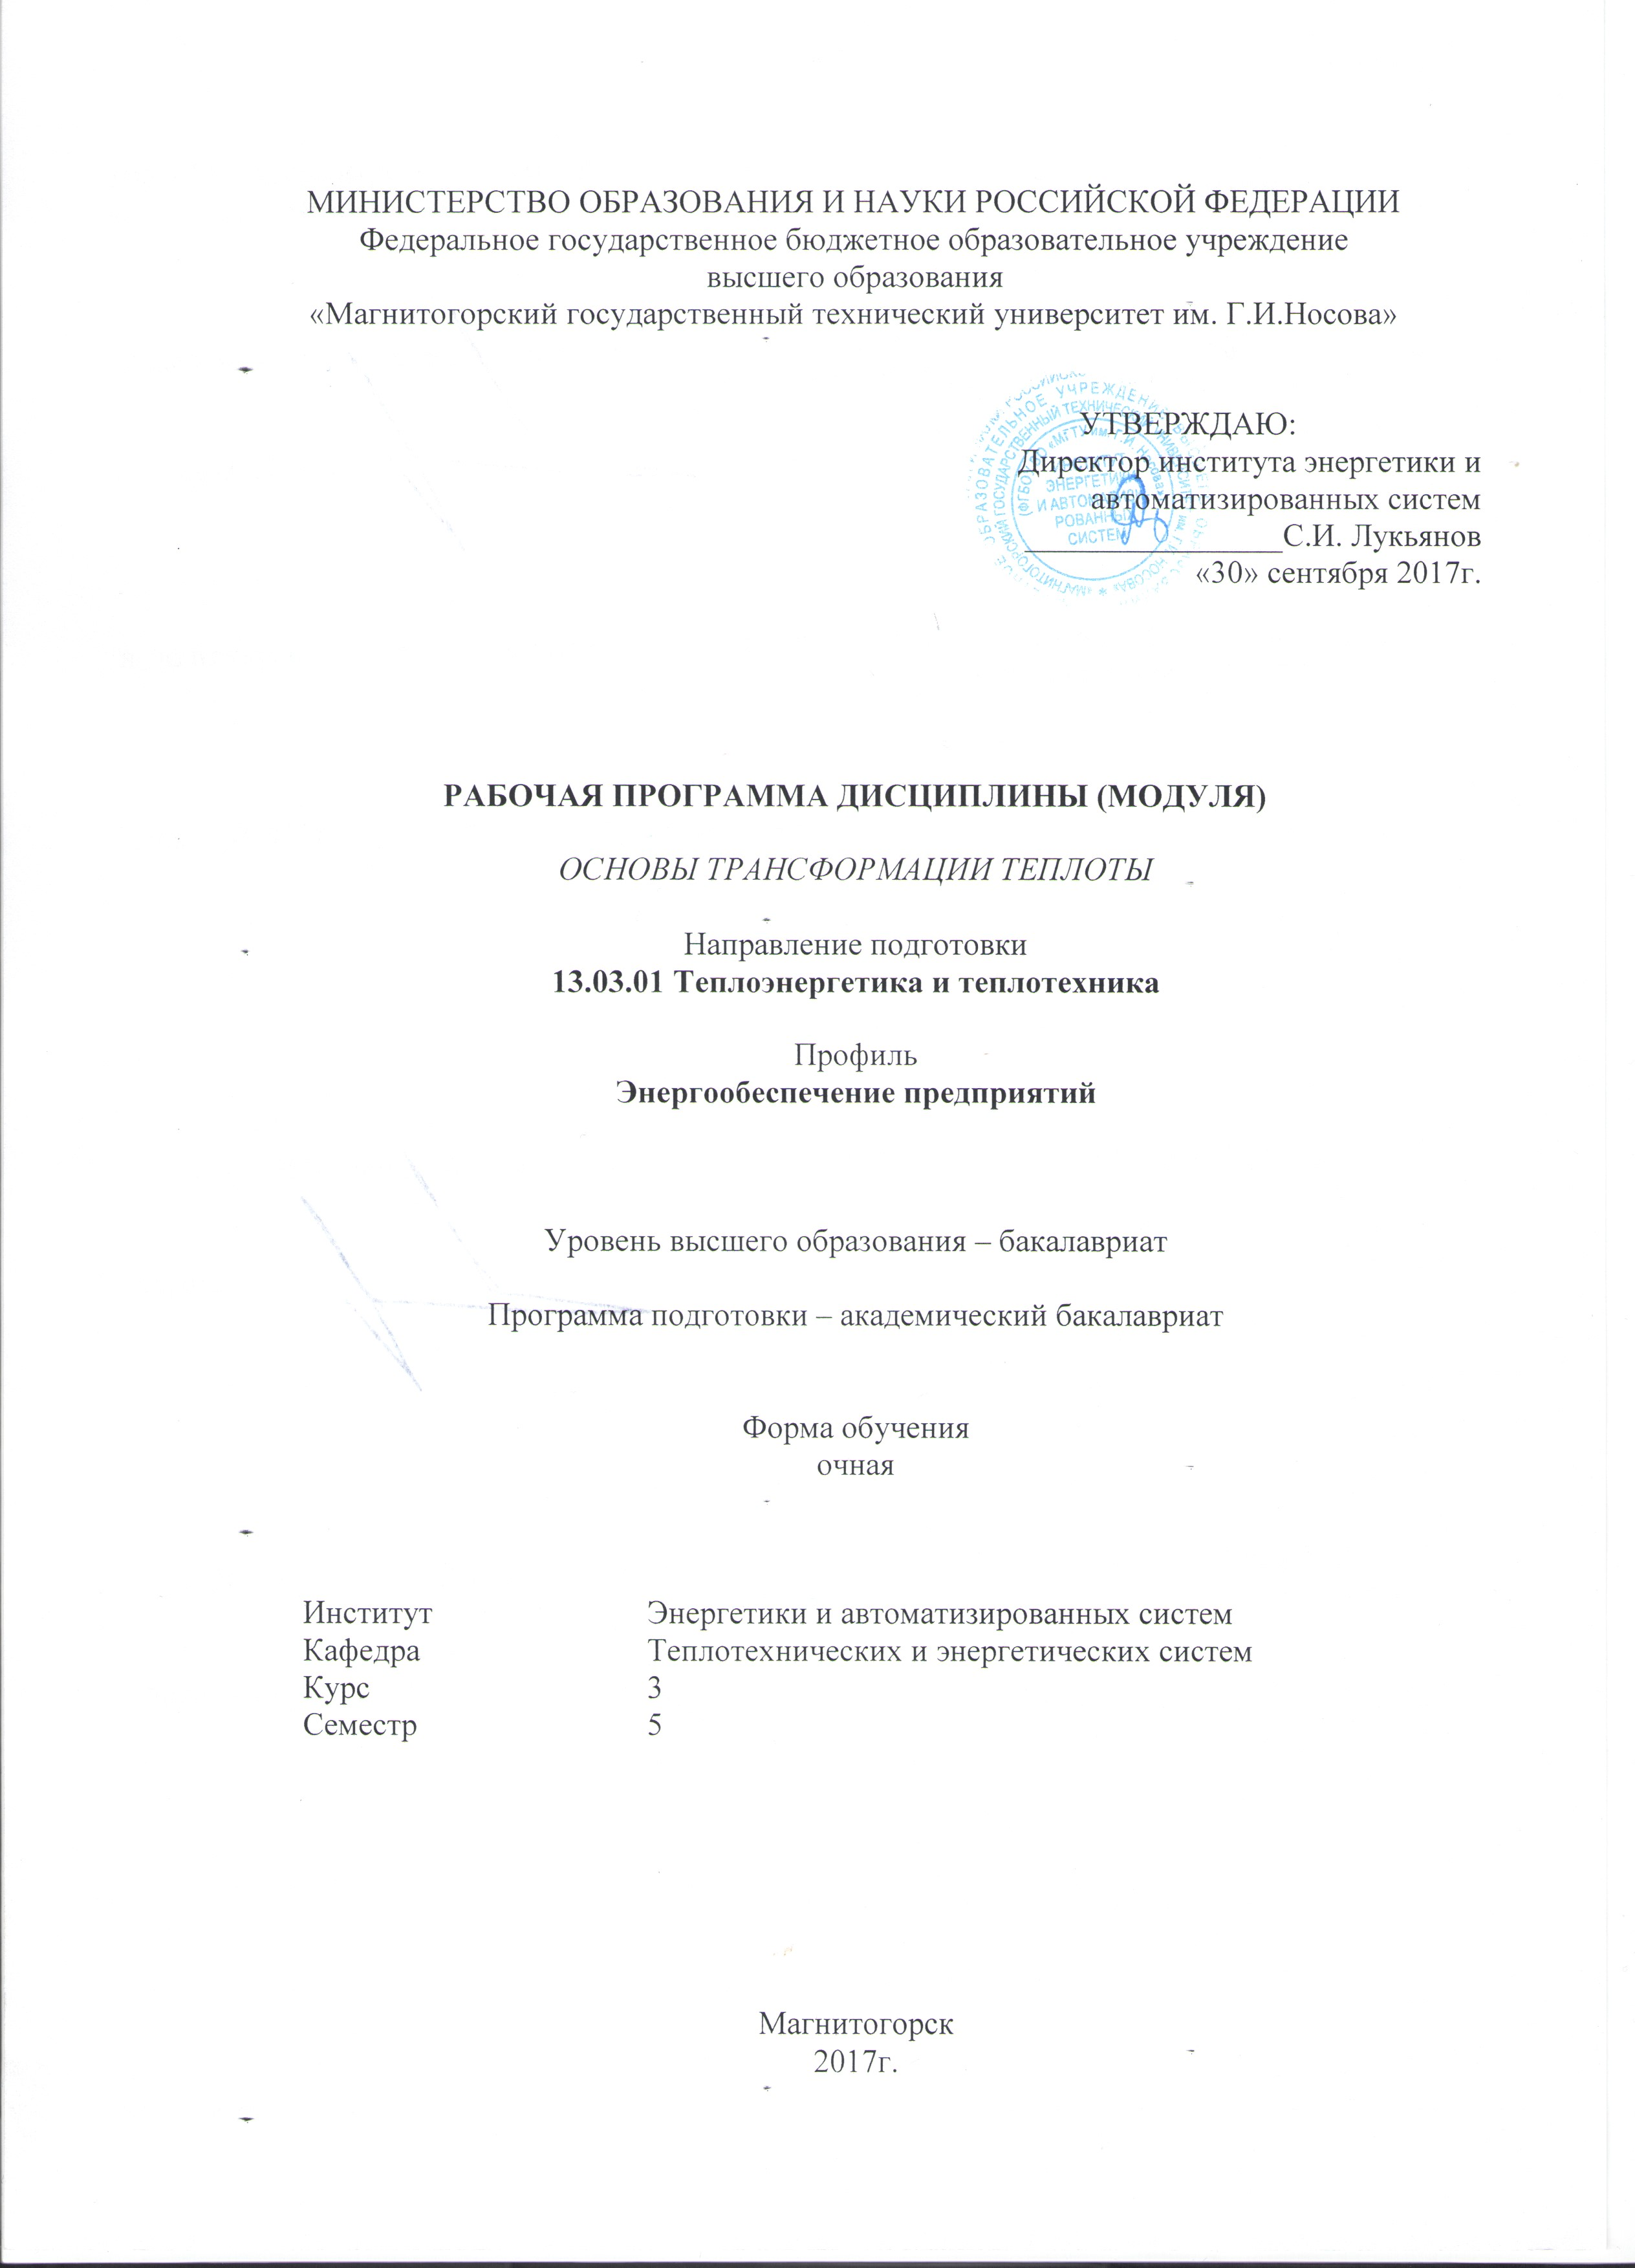 МИНИСТЕРСТВО ОБРАЗОВАНИЯ И НАУКИ РОССИЙСКОЙ ФЕДЕРАЦИИ
Федеральное государственное бюджетное образовательное учреждение
высшего образования
«Магнитогорский государственный технический университет им. Г.И.Носова»
УТВЕРЖДАЮ:
Директор института энергетики и
автоматизированных систем
С.И. Лукьянов
«30» сентября 2017г.
РАБОЧАЯ ПРОГРАММА ДИСЦИПЛИНЫ (МОДУЛЯ)
ОСНОВЫ ТРАНСФОРМАЦИИ ТЕПЛОТЫ
Направление подготовки
13.03.01 Теплоэнергетика и теплотехника
Профиль
Энергообеспечение предприятий
Уровень высшего образования – бакалавриат
Программа подготовки – академический бакалавриат
Форма обучения
очная
Институт Энергетики и автоматизированных систем
Кафедра Теплотехнических и энергетических систем
Курс 3
Семестр 5
Магнитогорск
2017г.